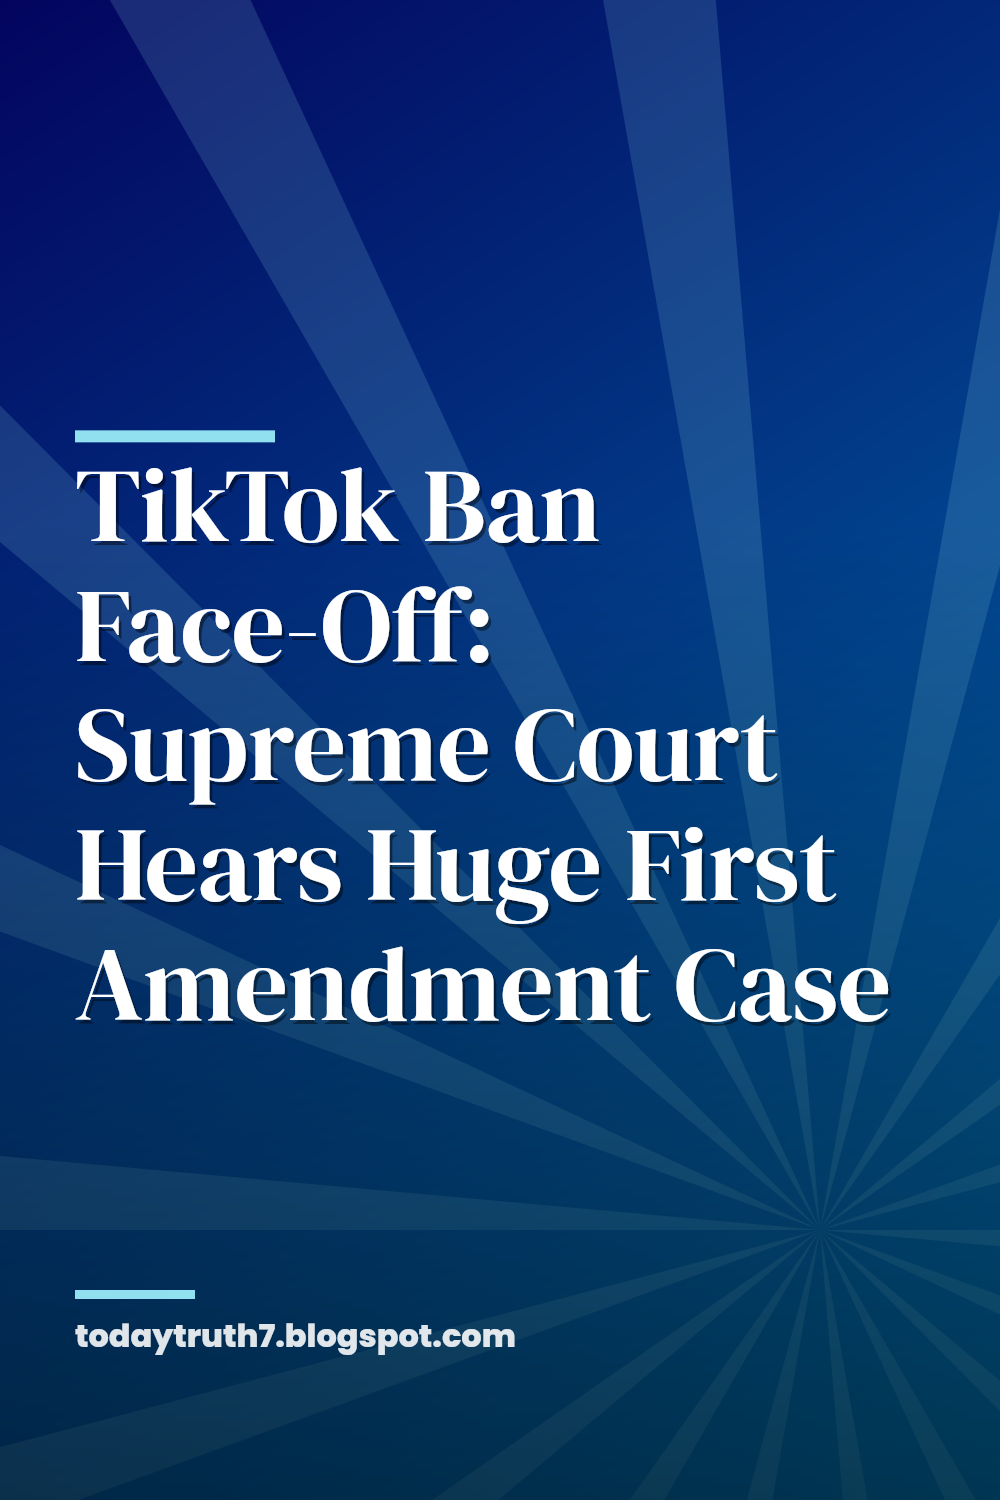 TikTok Ban
Face-Off:
Supreme Court
Hears Huge First
Amendment Case
todaytruth7.blogspot.com